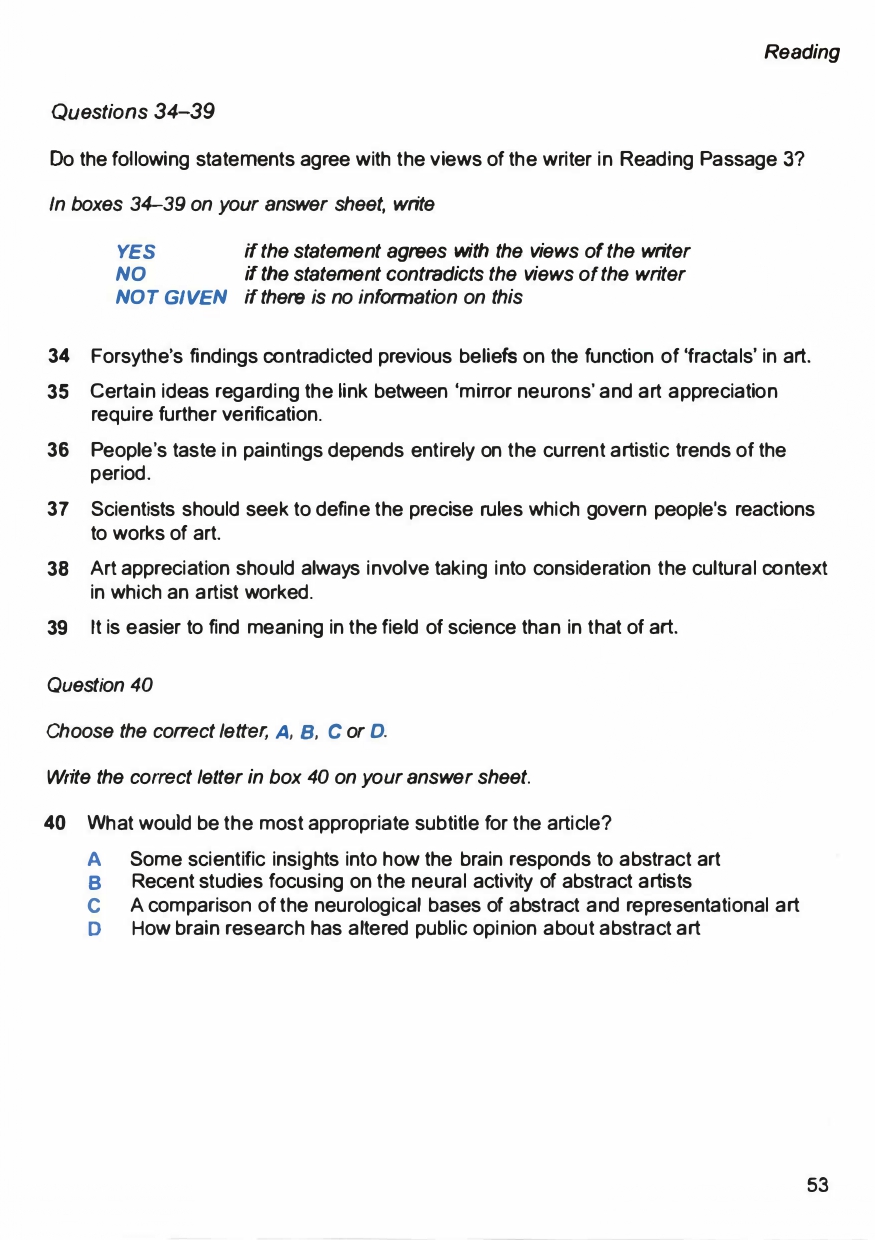 Reading
Questions 34–39
Do the following statements agree with the views of the writer in Reading Passage 3?
In boxes 34–39 on your answer sheet, write
YES if the statement agrees with the views of the writer
NO if the statement contradicts the views of the writer
NOT GIVEN if there is no information on this
34 Forsythe's findings contradicted previous beliefs on the function of 'fractals' in art.
35 Certain ideas regarding the link between 'mirror neurons' and art appreciation
require further verification.
36 People's taste in paintings depends entirely on the current artistic trends of the
period.
37 Scientists should seek to define the precise rules which govern people's reactions
to works of art.
38 Art appreciation should always involve taking into consideration the cultural context
in which an artist worked.
39 It is easier to find meaning in the field of science than in that of art.
Question 40
Choose the correct letter, A, B, C or D.
Write the correct letter in box 40 on your answer sheet.
40 What would be the most appropriate subtitle for the article?
A Some scientific insights into how the brain responds to abstract art
B Recent studies focusing on the neural activity of abstract artists
C A comparison of the neurological bases of abstract and representational art
D How brain research has altered public opinion about abstract art
53